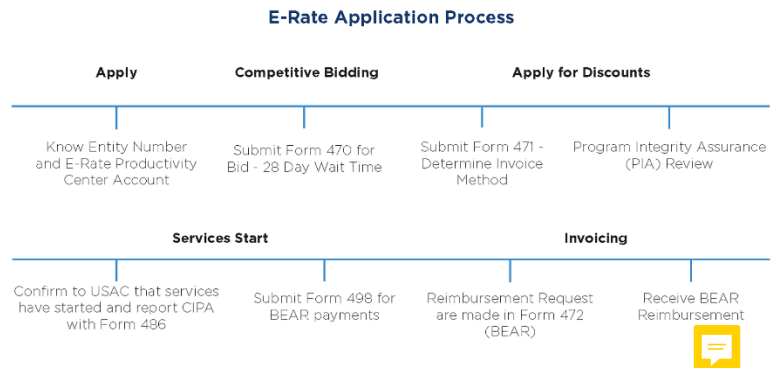 E-Rate Application Process
Apply
Competitive Bidding
Apply for Discounts
Know Entity Number
and E-Rate Productivity
Center Account
Submit Form 470 for
Bid - 28 Day Wait Time
Submit Form 471 -
Determine Invoice
Method
Program Integrity Assurance
(PIA) Review
Services Start
Invoicing
Confirm to USAC that services
have started and report CIPA
with Form 486
Submit Form 498 for
BEAR payments
Reimbursement Request
are made in Form 472
(BEAR)
Receive BEAR
Reimbursement